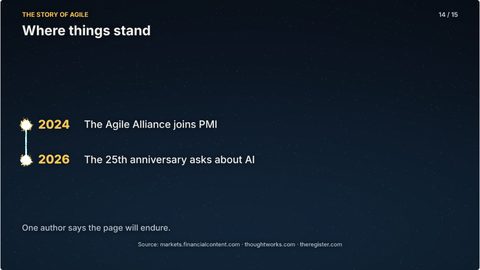 THE STORY OF AGILE
14 / 15
Where things stand
2024 The Agile Alliance joins PMI
2026 The 25th anniversary asks about AI
One author says the page will endure.
Source: markets.financialcontent.com · thoughtworks.com · theregister.com